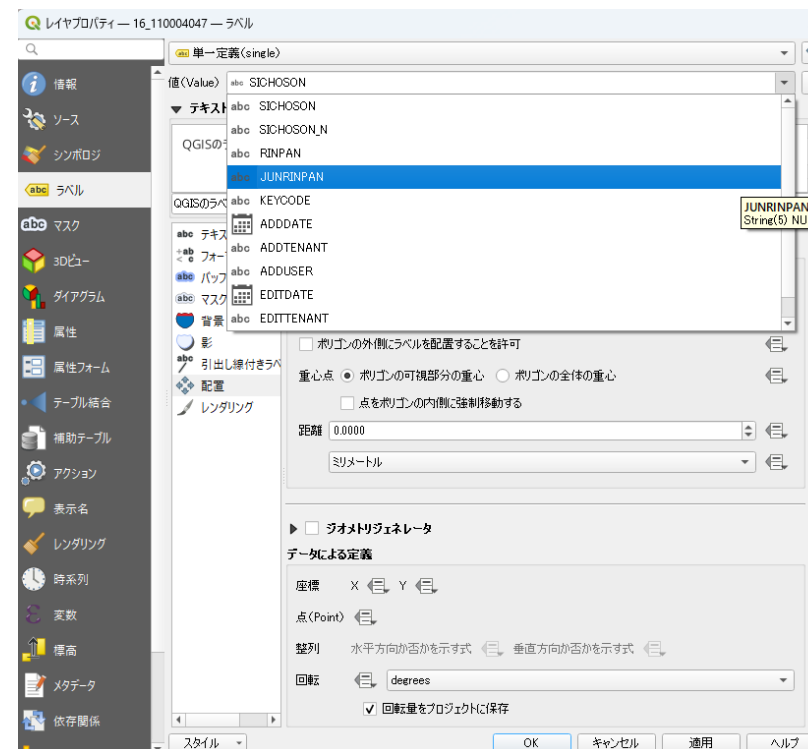 レイヤプロパティ — 16_110004047 — ラベル
単一定義(single)
値(Value) abc SICHOSON
abc SICHOSON
abc SICHOSON_N
abc RINPAN
abc JUNRINPAN
abc KEYCODE
ADDDATE
abc ADDTENANT
abc ADDUSER
EDITDATE
abc EDITTENANT
JUNRINPAN
String(5) NU
情報
ソース
シンボロジ
abc ラベル
abc マスク
3Dビュー
ダイアグラム
属性
属性フォーム
テーブル結合
補助テーブル
アクション
表示名
レンダリング
時系列
変数
標高
メタデータ
依存関係
▼ テキスト
QGISの
QGISのラベ
abc テキス
フォー
abc バッフ
abc マスク
背景
影
abc 引出し線付きラベ
配置
レンダリング
ポリゴンの外側にラベルを配置することを許可
重心点 ポリゴンの可視部分の重心 ポリゴンの全体の重心
点をポリゴンの内側に強制移動する
距離 0.0000
ミリメートル
ジオメトリジェネレータ
データによる定義
座標 X Y
点(Point)
整列 水平方向か否かを示す式 垂直方向か否かを示す式
回転 degrees
回転量をプロジェクトに保存
スタイル OK キャンセル 適用 ヘルプ